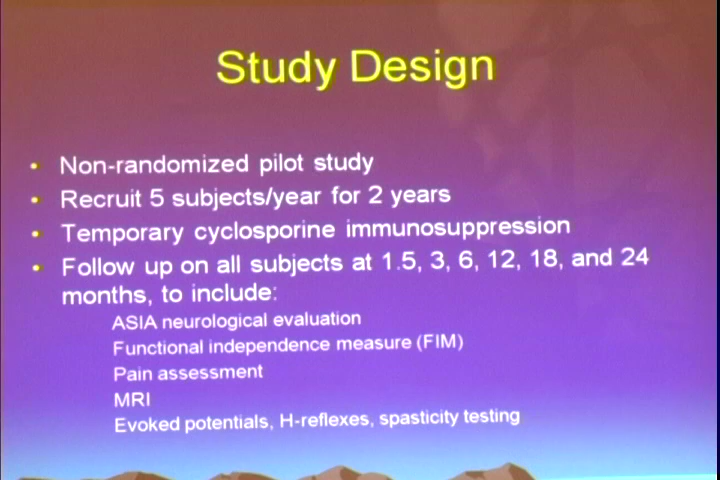 Study Design
• Non-randomized pilot study
• Recruit 5 subjects/year for 2 years
• Temporary cyclosporine immunosuppression
• Follow up on all subjects at 1.5, 3, 6, 12, 18, and 24
months, to include:
ASIA neurological evaluation
Functional independence measure (FIM)
Pain assessment
MRI
Evoked potentials, H-reflexes, spasticity testing